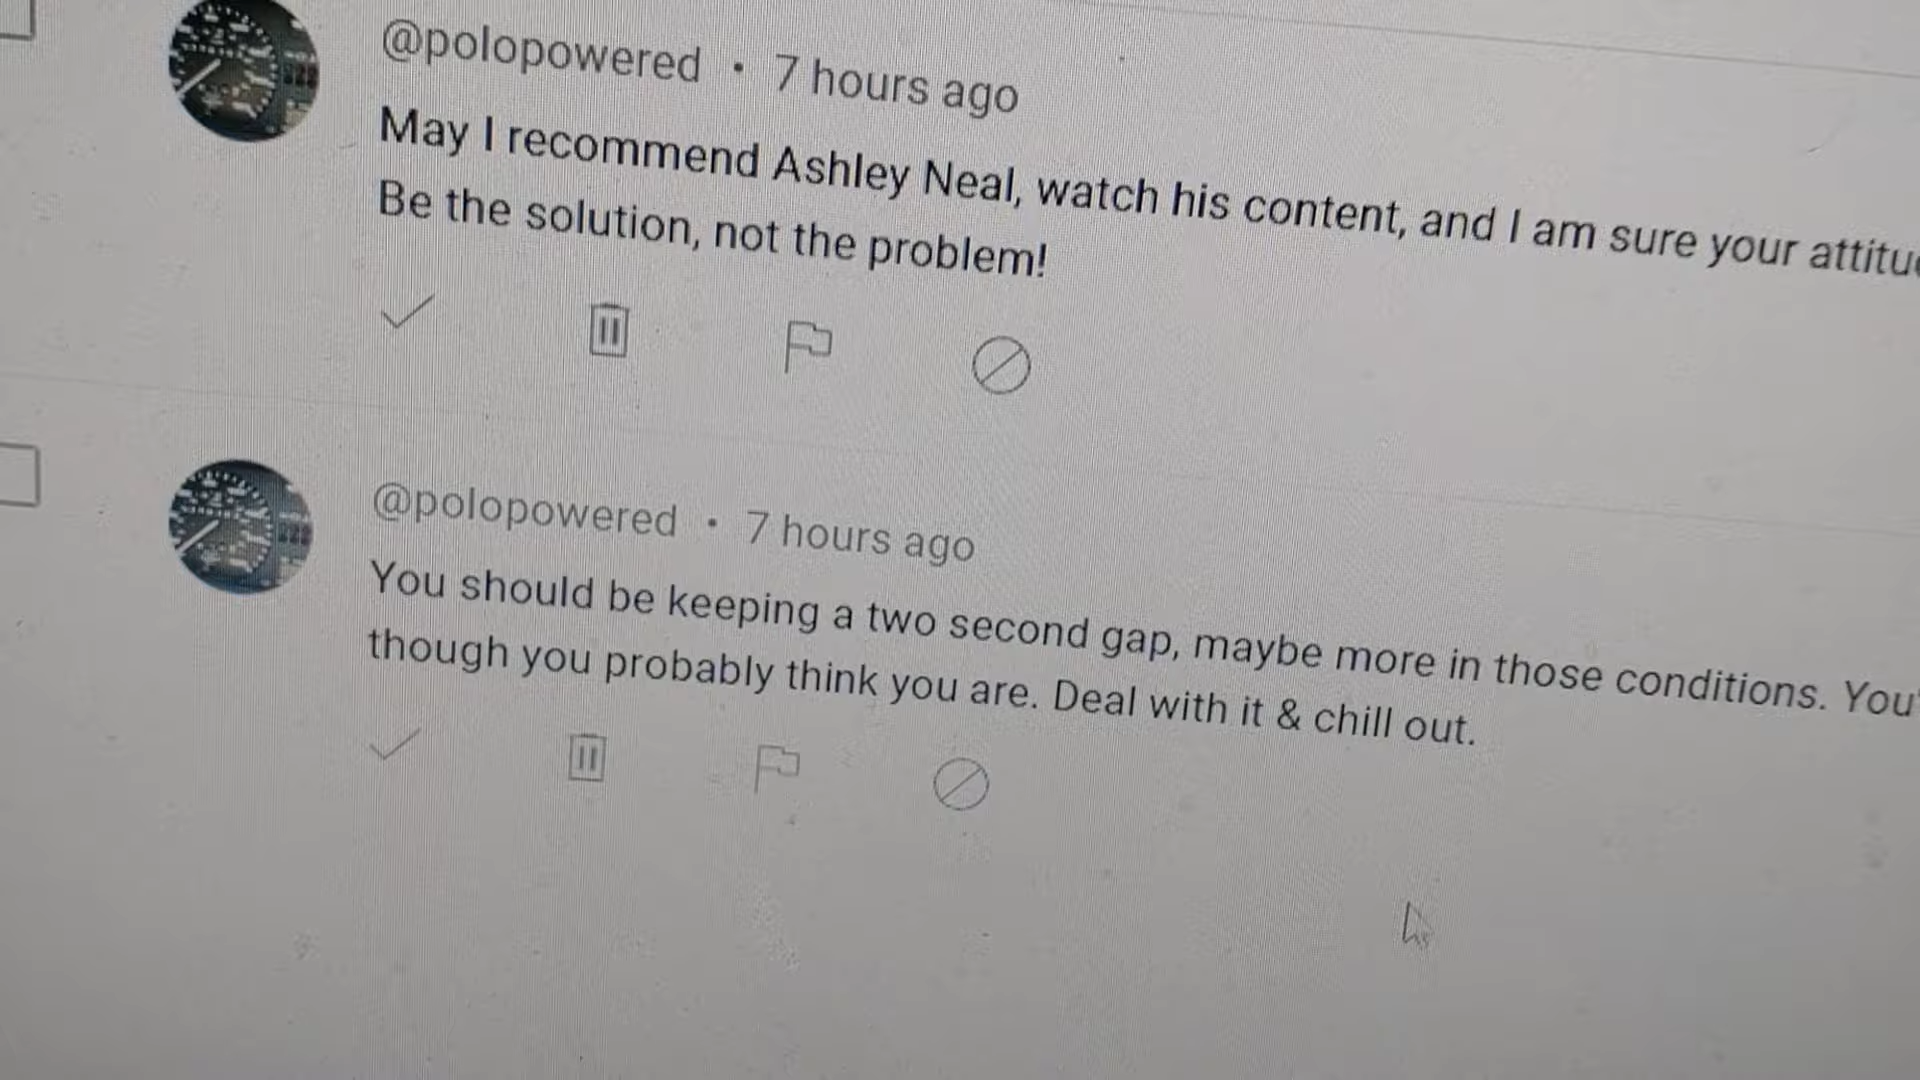 @polopowered • 7 hours ago
May I recommend Ashley Neal, watch his content, and I am sure your
Be the solution, not the problem!
@polopowered • 7 hours ago
You should be keeping a two second gap, maybe more in those conditions.
though you probably think you are. Deal with it & chill out.